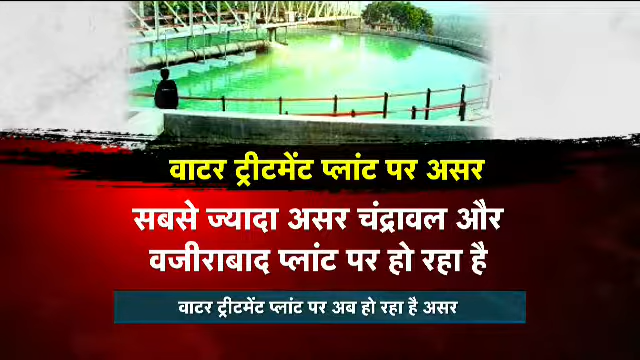 वाटर ट्रीटमेंट प्लांट पर असर
सबसे ज्यादा असर चंद्रावल और
वजीराबाद प्लांट पर हो रहा है
वाटर ट्रीटमेंट प्लांट पर अब हो रहा है असर